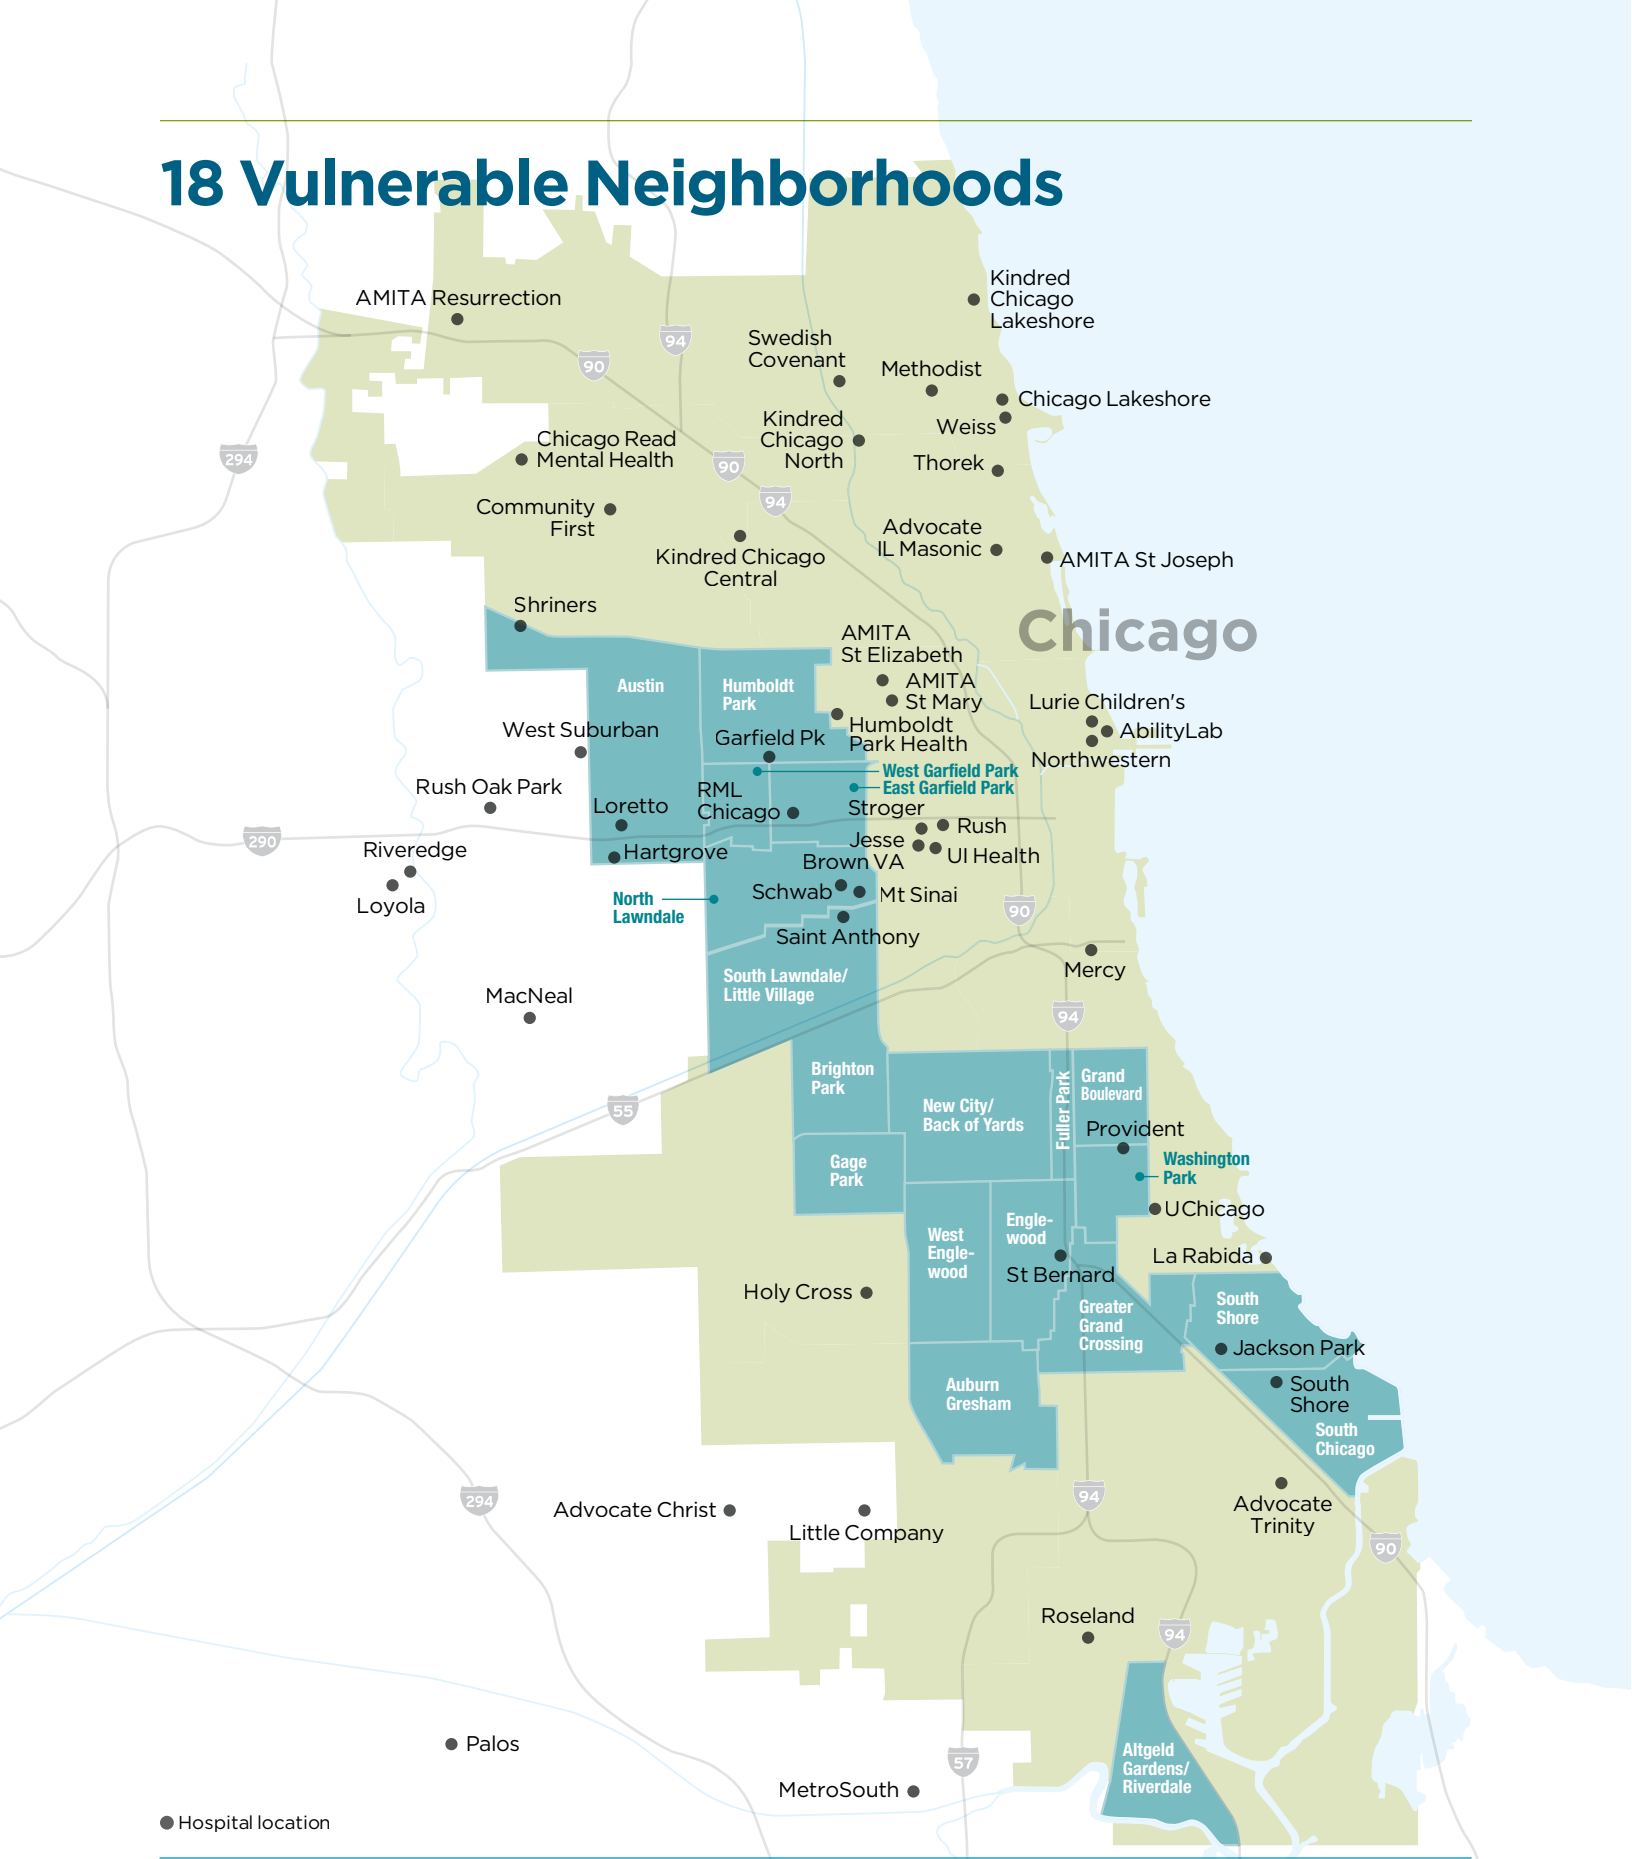 18 Vulnerable Neighborhoods
Kindred
Chicago
Lakeshore
AMITA Resurrection
94
Swedish
Covenant
90
Methodist
Chicago Lakeshore
Kindred
Chicago
North
Weiss
Chicago Read
Mental Health
294
90
Thorek
94
Community
First
Advocate
IL Masonic
Kindred Chicago
Central
AMITA St Joseph
Shriners
Chicago
AMITA
St Elizabeth
AMITA
St Mary
Austin
Humboldt
Park
Lurie Children's
Humboldt
Park Health
West Suburban
Garfield Pk
AbilityLab
Northwestern
West Garfield Park
East Garfield Park
Rush Oak Park
RML
Chicago
Loretto
Stroger
Rush
290
Riveredge
Hartgrove
Jesse
Brown VA
UI Health
Loyola
North
Lawndale
Schwab
Mt Sinai
90
Saint Anthony
Mercy
South Lawndale/
Little Village
MacNeal
94
Brighton
Park
Fuller Park
Grand
Boulevard
55
New City/
Back of Yards
Provident
Gage
Park
Washington
Park
UChicago
West
Engle-
wood
Engle-
wood
La Rabida
St Bernard
Holy Cross
Greater
Grand
Crossing
South
Shore
Jackson Park
Auburn
Gresham
South
Shore
South
Chicago
294
94
Advocate Christ
Little Company
Advocate
Trinity
90
Roseland
94
Palos
57
Altgeld
Gardens/
Riverdale
MetroSouth
Hospital location